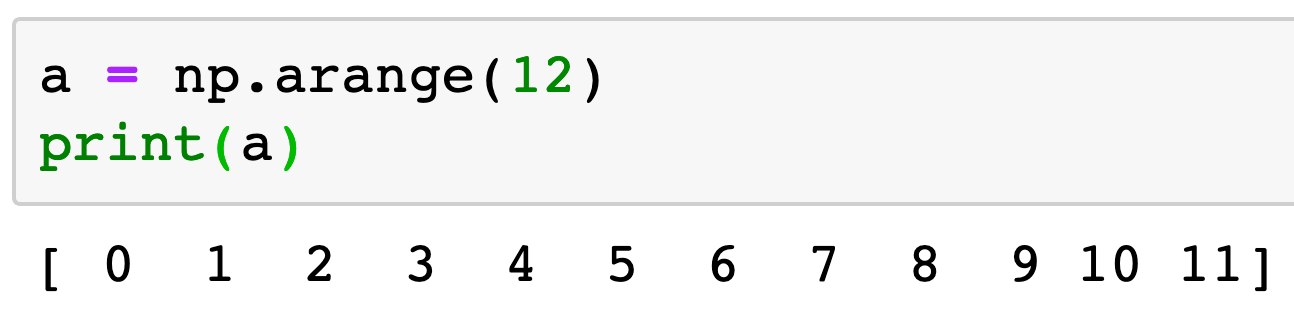 a = np.arange(12)
print(a)
[ 0  1  2  3  4  5  6  7  8  9 10 11]